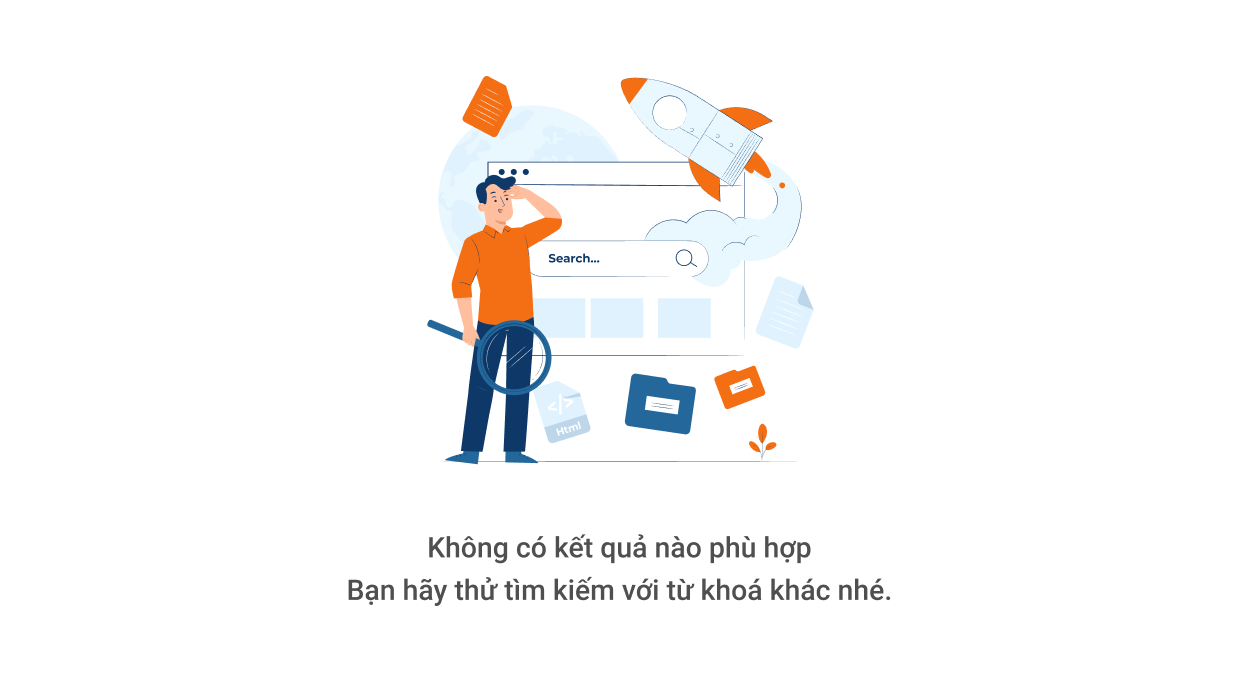 Search...
</>
Html
Không có kết quả nào phù hợp
Bạn hãy thử tìm kiếm với từ khoá khác nhé.